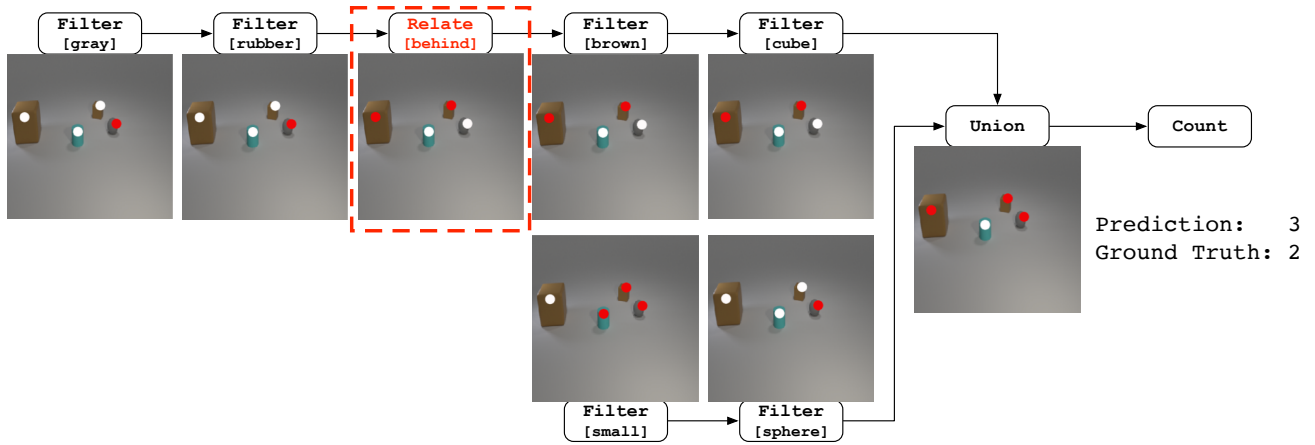 Filter
[gray]
Filter
[rubber]
Relate
[behind]
Filter
[brown]
Filter
[cube]
Union
Count
Prediction: 3
Ground Truth: 2
Filter
[small]
Filter
[sphere]